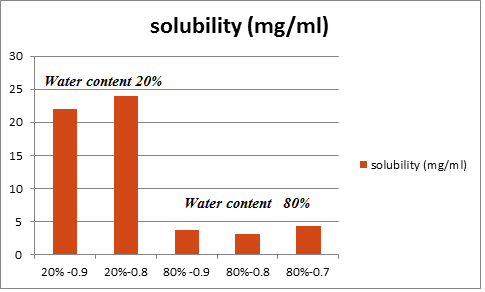 solubility (mg/ml)
30
25
20
15
10
5
0
Water content 20%
Water content 80%
20% -0.9 20%-0.8 80% -0.9 80%-0.8 80%-0.7
solubility (mg/ml)